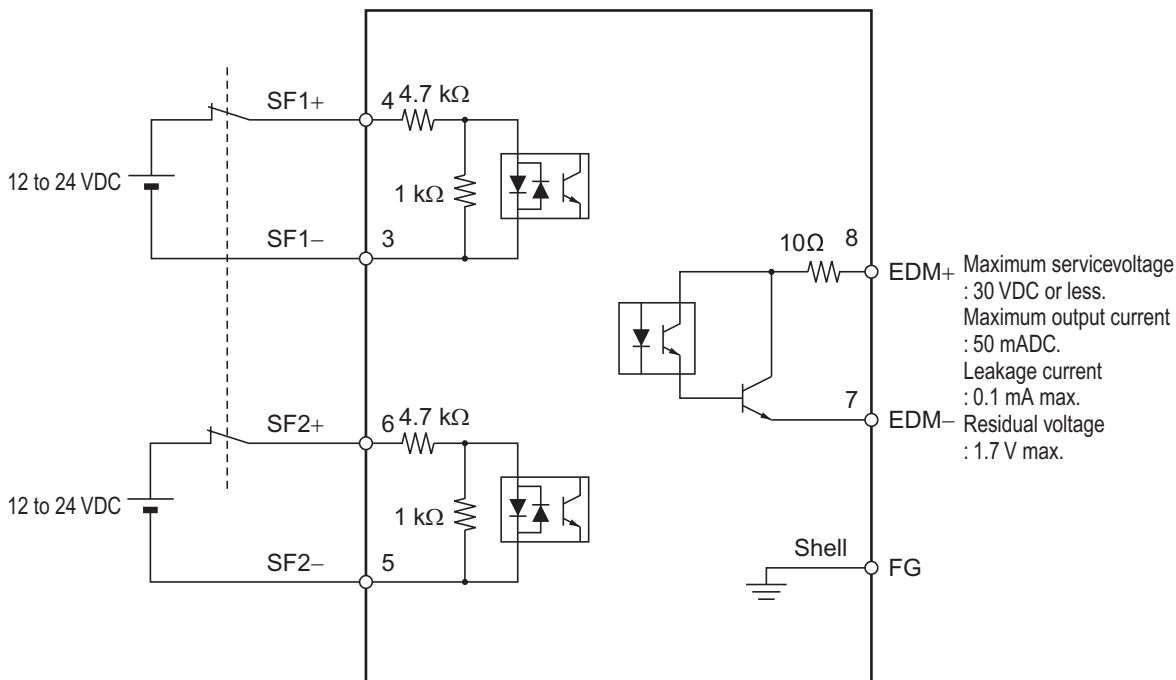 SF1+
4 4.7 kΩ
12 to 24 VDC
1 kΩ
SF1−
3
10Ω
8
EDM+
Maximum servicevoltage
: 30 VDC or less.
Maximum output current
: 50 mADC.
Leakage current
: 0.1 mA max.
7
EDM−
Residual voltage
: 1.7 V max.
SF2+
6 4.7 kΩ
12 to 24 VDC
1 kΩ
SF2−
5
Shell
FG